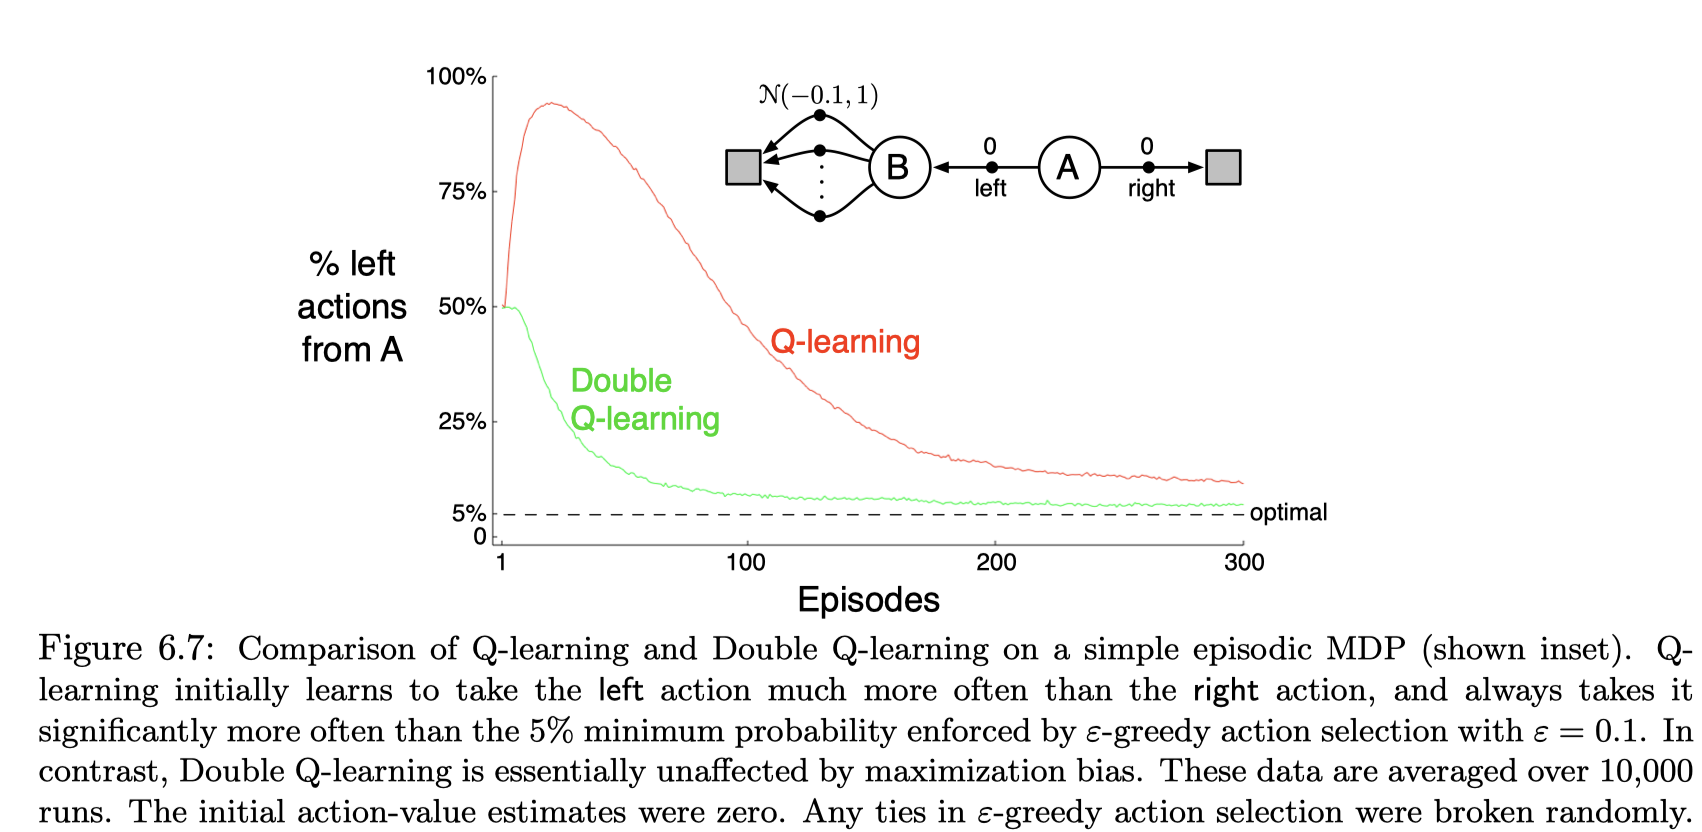 100%
75%
50%
25%
5%
0
% left
actions
from A
𝒩(−0.1, 1)
B
0
left
A
0
right
Q-learning
Double
Q-learning
optimal
1
100
200
300
Episodes
Figure 6.7: Comparison of Q-learning and Double Q-learning on a simple episodic MDP (shown inset). Q-
learning initially learns to take the left action much more often than the right action, and always takes it
significantly more often than the 5% minimum probability enforced by ε-greedy action selection with ε = 0.1. In
contrast, Double Q-learning is essentially unaffected by maximization bias. These data are averaged over 10,000
runs. The initial action-value estimates were zero. Any ties in ε-greedy action selection were broken randomly.